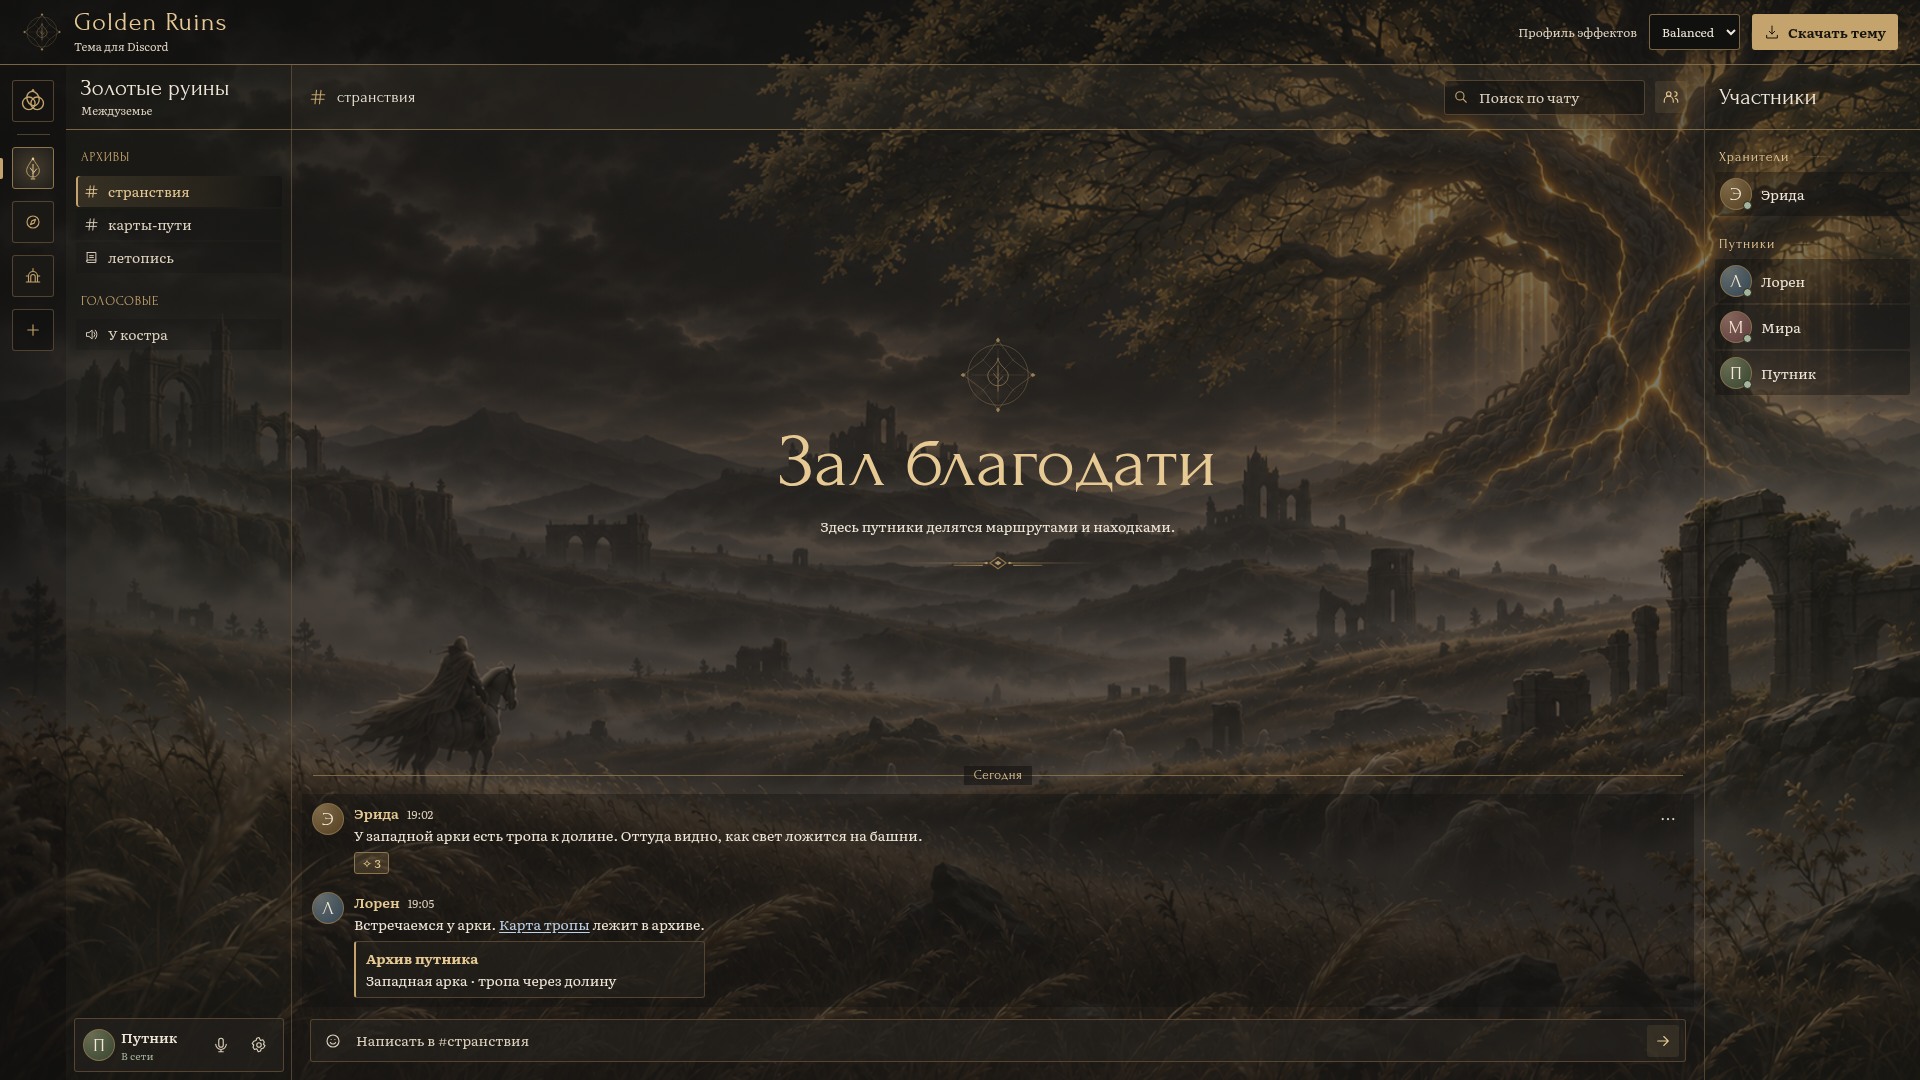 Golden Ruins
Тема для Discord
Профиль эффектов
Balanced
Скачать тему
Золотые руины
Междуземье
# странствия
Поиск по чату
Участники
АРХИВЫ
# странствия
# карты-пути
летопись
ГОЛОСОВЫЕ
У костра
Хранители
Э
Эрида
Путники
Л
Лорен
М
Мира
П
Путник
Зал благодати
Здесь путники делятся маршрутами и находками.
Сегодня
Э
Эрида 19:02
У западной арки есть тропа к долине. Оттуда видно, как свет ложится на башни.
✧ 3
Л
Лорен 19:05
Встречаемся у арки. Карта тропы лежит в архиве.
Архив путника
Западная арка · тропа через долину
П
Путник
В сети
Написать в #странствия